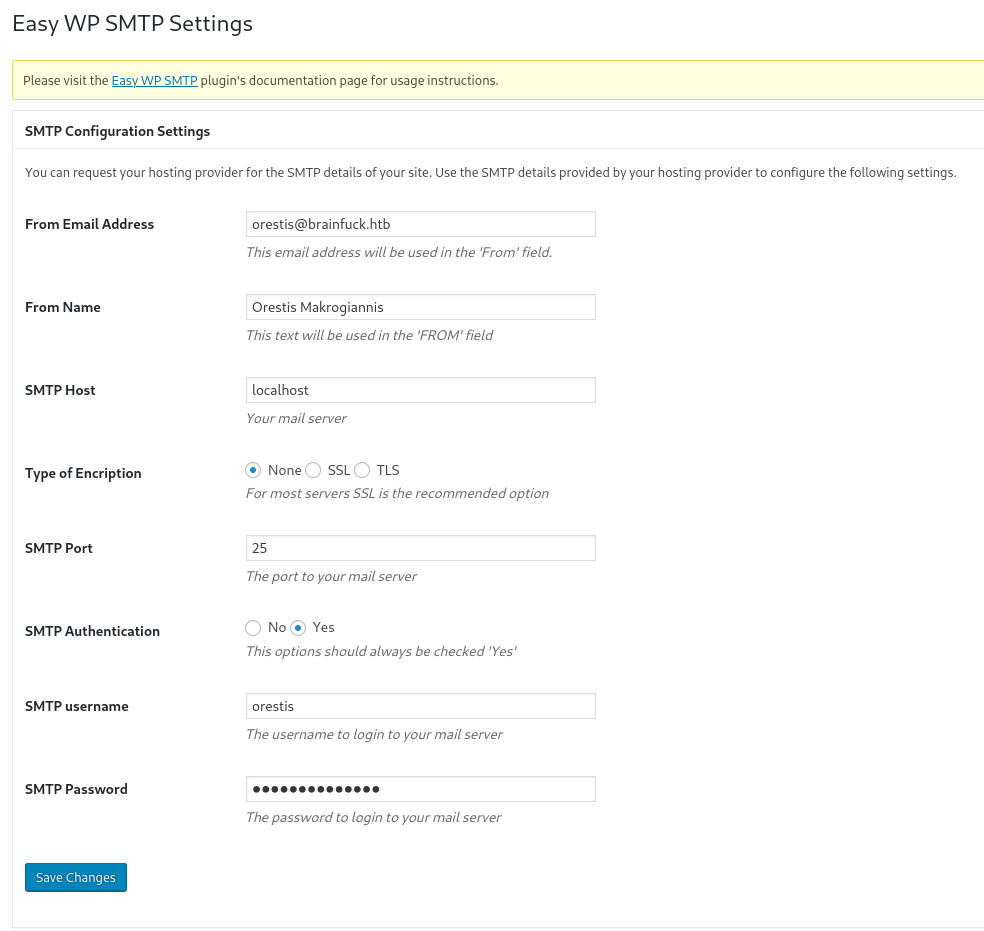 Easy WP SMTP Settings
Please visit the Easy WP SMTP plugin's documentation page for usage instructions.
SMTP Configuration Settings
You can request your hosting provider for the SMTP details of your site. Use the SMTP details provided by your hosting provider to configure the following settings.
From Email Address
orestis@brainfuck.htb
This email address will be used in the 'From' field.
From Name
Orestis Makrogiannis
This text will be used in the 'FROM' field
SMTP Host
localhost
Your mail server
Type of Encription
None SSL TLS
For most servers SSL is the recommended option
SMTP Port
25
The port to your mail server
SMTP Authentication
No Yes
This options should always be checked 'Yes'
SMTP username
orestis
The username to login to your mail server
SMTP Password
●●●●●●●●●●●●●●
The password to login to your mail server
Save Changes